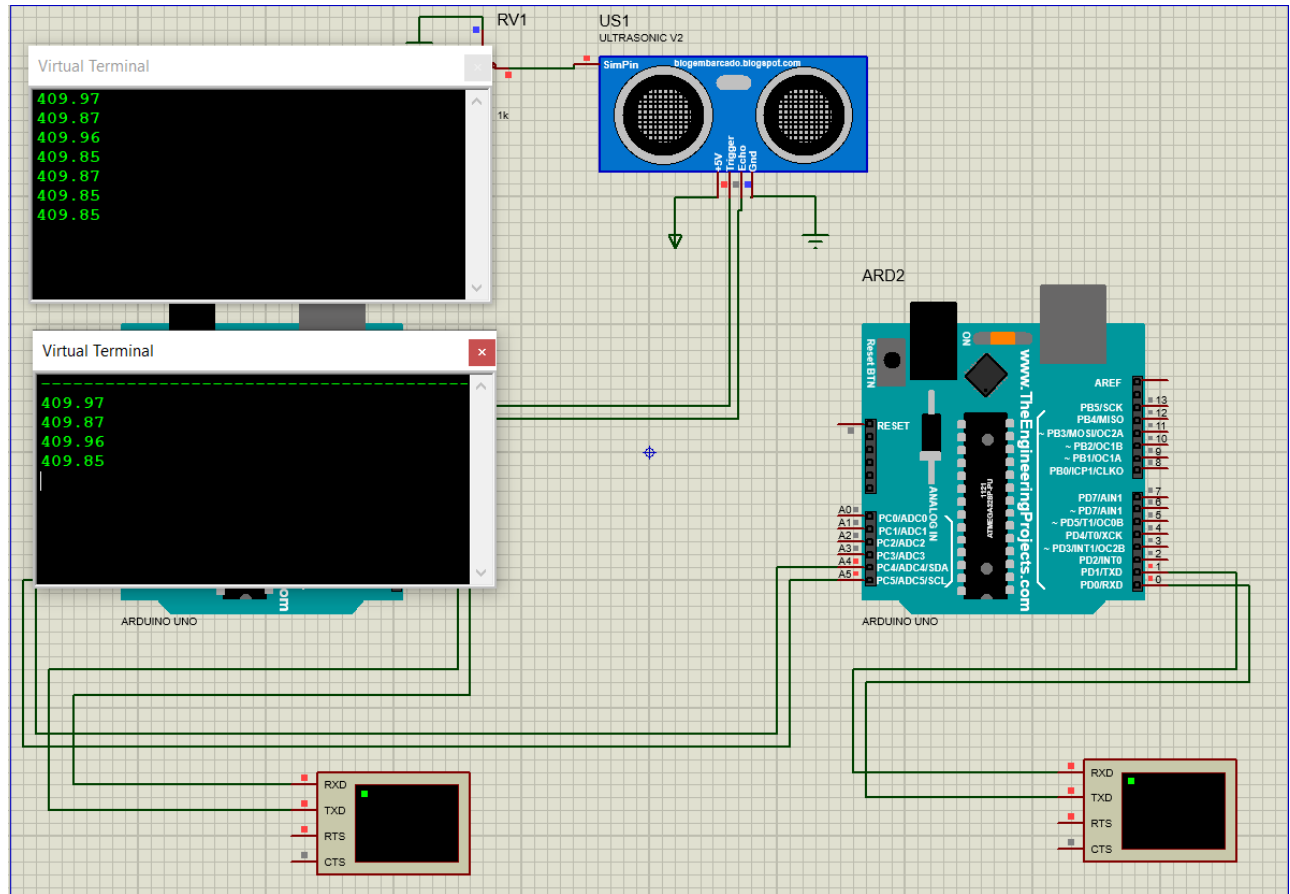 RV1
1k
US1
ULTRASONIC V2
SimPin
blogembarcado.blogspot.com
+5V
Trigger
Echo
Gnd
Virtual Terminal
409.97
409.87
409.96
409.85
409.87
409.85
409.85
Virtual Terminal
409.97
409.87
409.96
409.85
s.com
ARDUINO UNO
ARD2
Reset BTN
ON
www.TheEngineeringProjects.com
RESET
ANALOG IN
1121
ATMEGA328P-PU
A0
A1
A2
A3
A4
A5
PC0/ADC0
PC1/ADC1
PC2/ADC2
PC3/ADC3
PC4/ADC4/SDA
PC5/ADC5/SCL
AREF
PB5/SCK 13
PB4/MISO 12
~ PB3/MOSI/OC2A 11
~ PB2/OC1B 10
~ PB1/OC1A 9
PB0/ICP1/CLKO 8
PD7/AIN1 7
~ PD7/AIN1 6
~ PD5/T1/OC0B 5
PD4/T0/XCK 4
~ PD3/INT1/OC2B 3
PD2/INT0 2
PD1/TXD 1
PD0/RXD 0
ARDUINO UNO
RXD
TXD
RTS
CTS
RXD
TXD
RTS
CTS